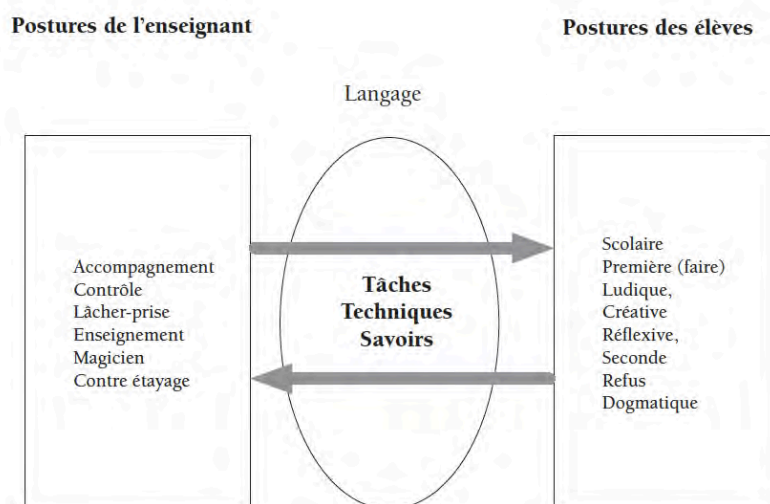 Postures de l'enseignant
Postures des élèves
Langage
Accompagnement
Contrôle
Lâcher-prise
Enseignement
Magicien
Contre étayage
Tâches
Techniques
Savoirs
Scolaire
Première (faire)
Ludique,
Créative
Réflexive,
Seconde
Refus
Dogmatique